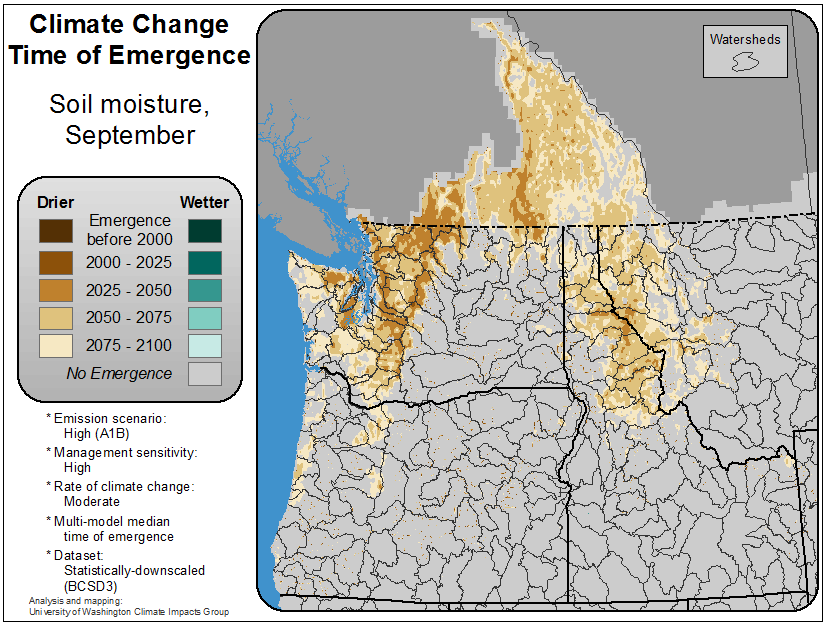 Climate Change
Time of Emergence
Soil moisture,
September
Drier
Wetter
Emergence
before 2000
2000 - 2025
2025 - 2050
2050 - 2075
2075 - 2100
No Emergence
* Emission scenario:
High (A1B)
* Management sensitivity:
High
* Rate of climate change:
Moderate
* Multi-model median
time of emergence
* Dataset:
Statistically-downscaled
(BCSD3)
Analysis and mapping:
University of Washington Climate Impacts Group
Watersheds